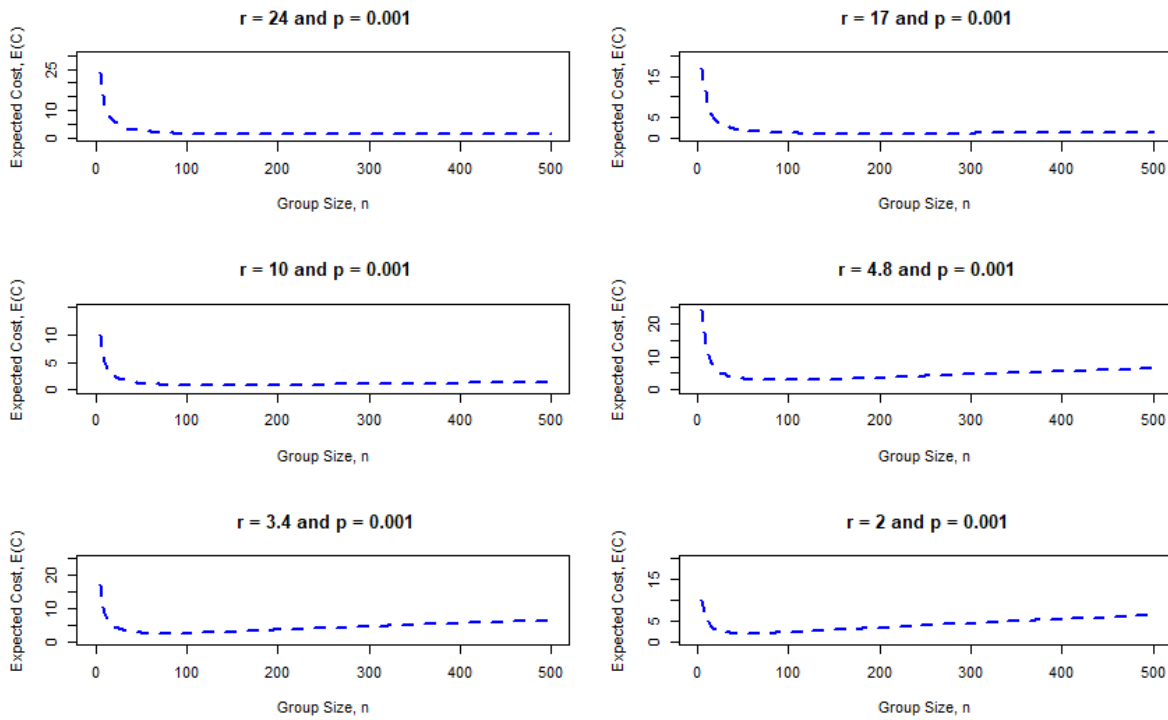 r = 24 and p = 0.001
Expected Cost, E(C)
0 10 25
0 100 200 300 400 500
Group Size, n
r = 17 and p = 0.001
Expected Cost, E(C)
0 5 15
0 100 200 300 400 500
Group Size, n
r = 10 and p = 0.001
Expected Cost, E(C)
0 5 10
0 100 200 300 400 500
Group Size, n
r = 4.8 and p = 0.001
Expected Cost, E(C)
0 10 20
0 100 200 300 400 500
Group Size, n
r = 3.4 and p = 0.001
Expected Cost, E(C)
0 10 20
0 100 200 300 400 500
Group Size, n
r = 2 and p = 0.001
Expected Cost, E(C)
0 5 15
0 100 200 300 400 500
Group Size, n